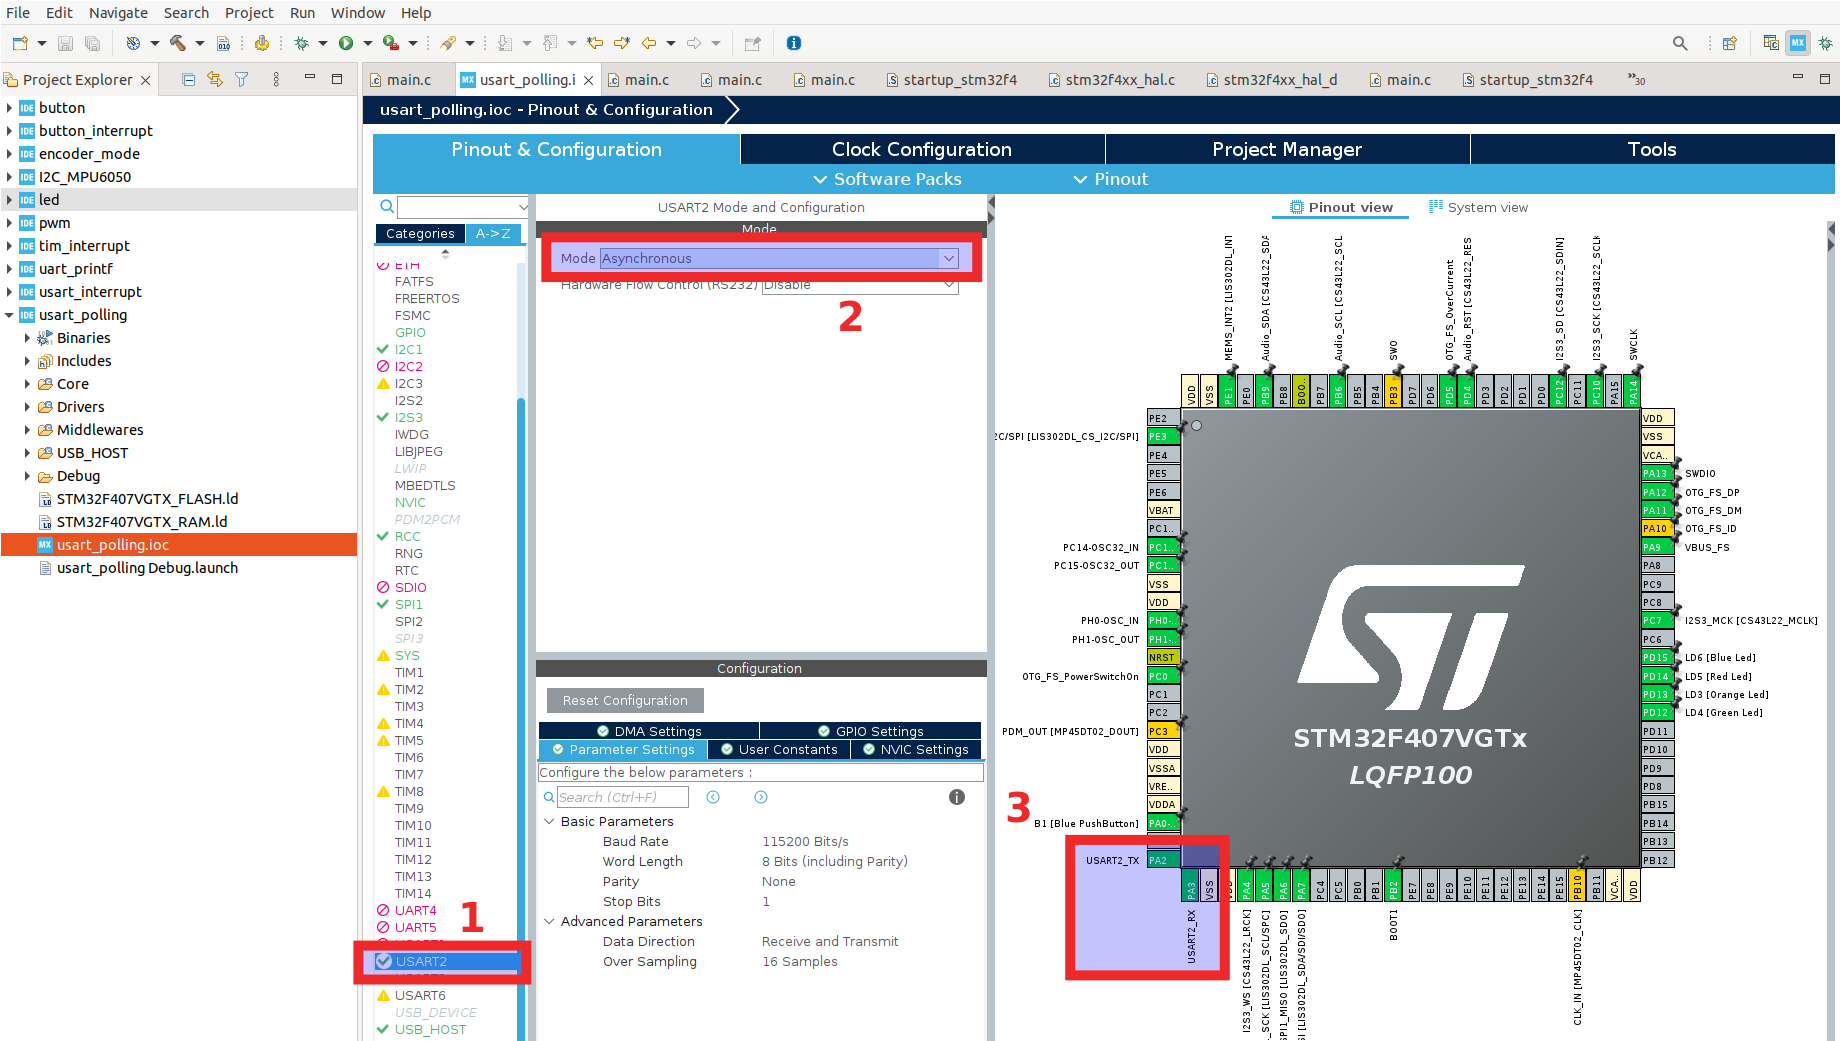 File Edit Navigate Search Project Run Window Help
Project Explorer
main.c
usart_polling.i
main.c
main.c
main.c
startup_stm32f4
stm32f4xx_hal.c
stm32f4xx_hal_d
main.c
startup_stm32f4
30
button
button_interrupt
encoder_mode
I2C_MPU6050
led
pwm
tim_interrupt
uart_printf
usart_interrupt
usart_polling
Binaries
Includes
Core
Drivers
Middlewares
USB_HOST
Debug
STM32F407VGTX_FLASH.ld
STM32F407VGTX_RAM.ld
usart_polling.ioc
usart_polling Debug.launch
usart_polling.ioc - Pinout & Configuration
Pinout & Configuration
Clock Configuration
Project Manager
Tools
Software Packs
Pinout
Categories
A->Z
ETH
FATFS
FREERTOS
FSMC
GPIO
I2C1
I2C2
I2C3
I2S2
I2S3
IWDG
LIBJPEG
LWIP
MBEDTLS
NVIC
PDM2PCM
RCC
RNG
RTC
SDIO
SPI1
SPI2
SPI3
SYS
TIM1
TIM2
TIM3
TIM4
TIM5
TIM6
TIM7
TIM8
TIM9
TIM10
TIM11
TIM12
TIM13
TIM14
UART4
UART5
1
USART2
USART6
USB_DEVICE
USB_HOST
USART2 Mode and Configuration
Mode
Mode Asynchronous
Hardware Flow Control (RS232) Disable
2
Configuration
Reset Configuration
DMA Settings
GPIO Settings
Parameter Settings
User Constants
NVIC Settings
Configure the below parameters :
Search (Ctrl+F)
Basic Parameters
Baud Rate 115200 Bits/s
Word Length 8 Bits (including Parity)
Parity None
Stop Bits 1
Advanced Parameters
Data Direction Receive and Transmit
Over Sampling 16 Samples
Pinout view
System view
MEMS_INT2 [LIS302DL_INT
Audio_SDA [CS43L22_SDA
Audio_SCL [CS43L22_SCL
SWO
OTG_FS_OverCurrent
Audio_RST [CS43L22_RES
I2S3_SD [CS43L22_SDIN]
I2S3_SCK [CS43L22_SCLK
SWCLK
VDD
VSS
PE1
PE0
PB9
PB8
BOO..
PB7
PB6
PB5
PB4
PB3
PD7
PD6
PD5
PD4
PD3
PD2
PD1
PD0
PC12
PC11
PC10
PA15
PA14
PE2
2C/SPI [LIS302DL_CS_I2C/SPI] PE3
PE4
PE5
PE6
VBAT
PC1..
PC14-OSC32_IN PC1..
PC15-OSC32_OUT PC1..
VSS
VDD
PH0-OSC_IN PH0-..
PH1-OSC_OUT PH1-..
NRST
OTG_FS_PowerSwitchOn PC0
PC1
PC2
PDM_OUT [MP45DT02_DOUT] PC3
VDD
VSSA
VRE..
VDDA
3
B1 [Blue PushButton] PA0-..
USART2_TX PA2
STM32F407VGTx
LQFP100
VDD
VSS
VCA..
PA13 SWDIO
PA12 OTG_FS_DP
PA11 OTG_FS_DM
PA10 OTG_FS_ID
PA9 VBUS_FS
PA8
PC9
PC8
PC7 I2S3_MCK [CS43L22_MCLK]
PC6
PD15 LD6 [Blue Led]
PD14 LD5 [Red Led]
PD13 LD3 [Orange Led]
PD12 LD4 [Green Led]
PD11
PD10
PD9
PD8
PB15
PB14
PB13
PB12
PA3
VSS
PA4
PA5
PA6
PA7
PC4
PC5
PB0
PB1
PB2
PE7
PE8
PE9
PE10
PE11
PE12
PE13
PE14
PE15
PB10
PB11
VCA..
VDD
USART2_RX
I2S3_WS [CS43L22_LRCK]
_SCK [LIS302DL_SCL/SPC]
SPI1_MISO [LIS302DL_SDO]
SI [LIS302DL_SDA/SDI/SDO]
BOOT1
CLK_IN [MP45DT02_CLK]